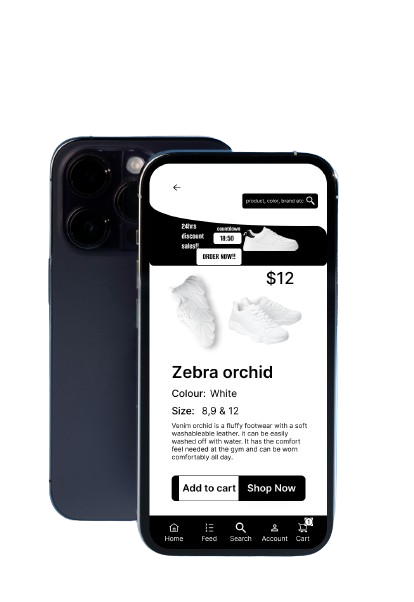 product, color, brand etc
24hrs
discount
sales!!
countdown
18:50
ORDER NOW!!
$12
Zebra orchid
Colour: White
Size: 8,9 & 12
Venim orchid is a fluffy footwear with a soft
washableable leather. it can be easily
washed off with water. It has the comfort
feel needed at the gym and can be worn
comfortably all day.
Add to cart
Shop Now
Home
Feed
Search
Account
Cart